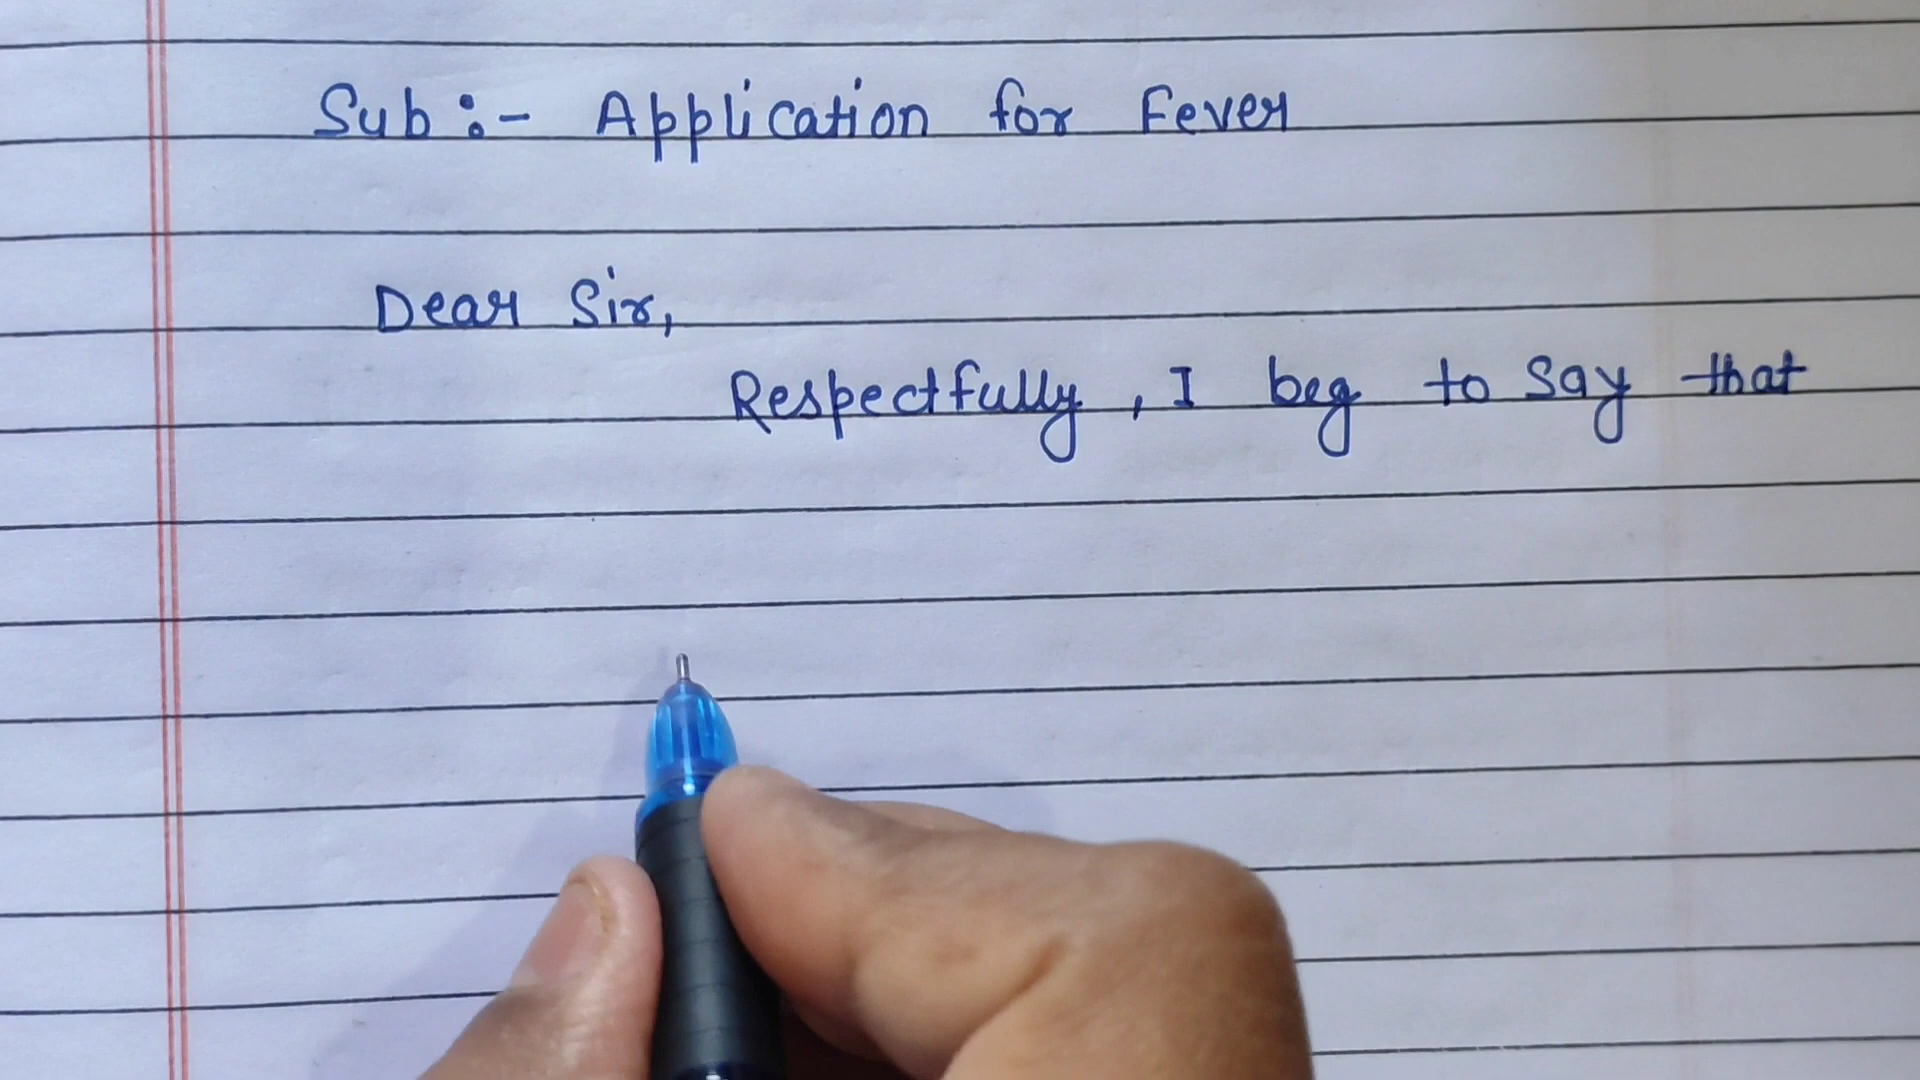 Sub :- Application for Fever
Dear Sir,
Respectfully, I beg to say that